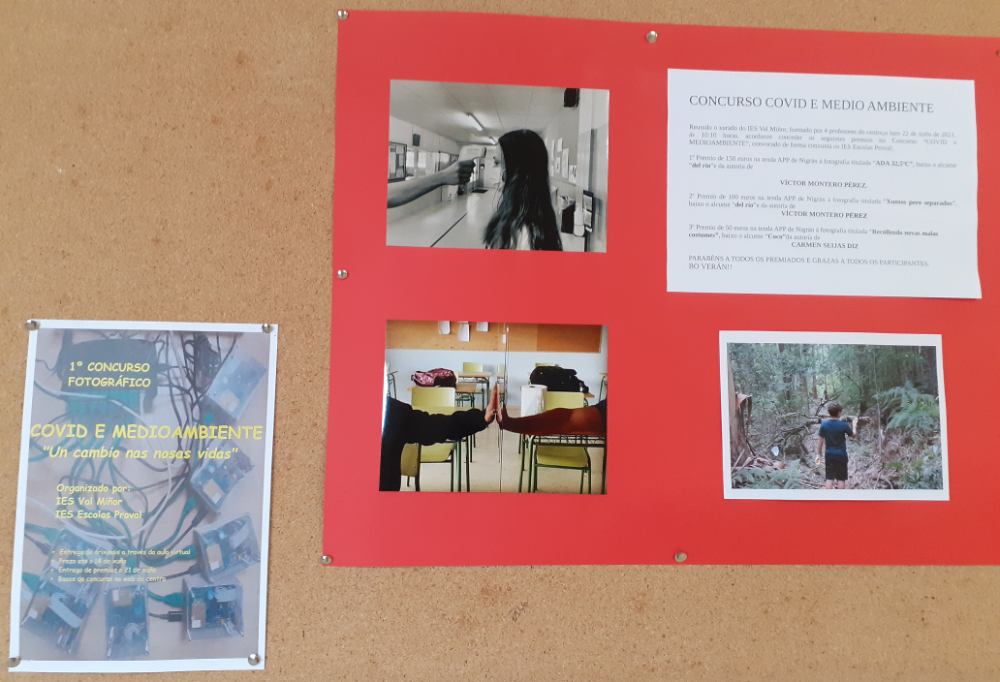 CONCURSO COVID E MEDIO AMBIENTE
Reunido o xurado do IES Val Miñor, formado por 4 profesores do centro,o luns 22 de xuño de 2021,
ás 10:10 horas, acordaron conceder os seguintes premios no Concurso "COVID e
MEDIOAMBIENTE", convocado de forma conxunta co IES Escolas Proval:
1º Premio de 150 euros na tenda APP de Nigrán á fotografía titulada "ADA 32,5ºC", baixo o alcume
"del río"e da autoría de
VÍCTOR MONTERO PÉREZ.
2º Premio de 100 euros na tenda APP de Nigrán á fotografía titulada "Xuntos pero separados",
baixo o alcume "del río"e da autoría de
VÍCTOR MONTERO PÉREZ
3º Premio de 50 euros na tenda APP de Nigrán á fotografía titulada "Recollendo novas malas
costumes", baixo o alcume "Coco"da autoría de
CARMEN SEIJAS DIZ
PARABÉNS A TODOS OS PREMIADOS E GRAZAS A TODOS OS PARTICIPANTES.
BO VERÁN!!
1º CONCURSO
FOTOGRÁFICO
COVID E MEDIOAMBIENTE
"Un cambio nas nosas vidas"
Organizado por:
IES Val Miñor
IES Escolas Proval
• Entrega de arquivos a través da aula virtual
• Prazo ata o 14 de xuño
• Entrega de premios o 21 de xuño
• Bases do concurso na web do centro